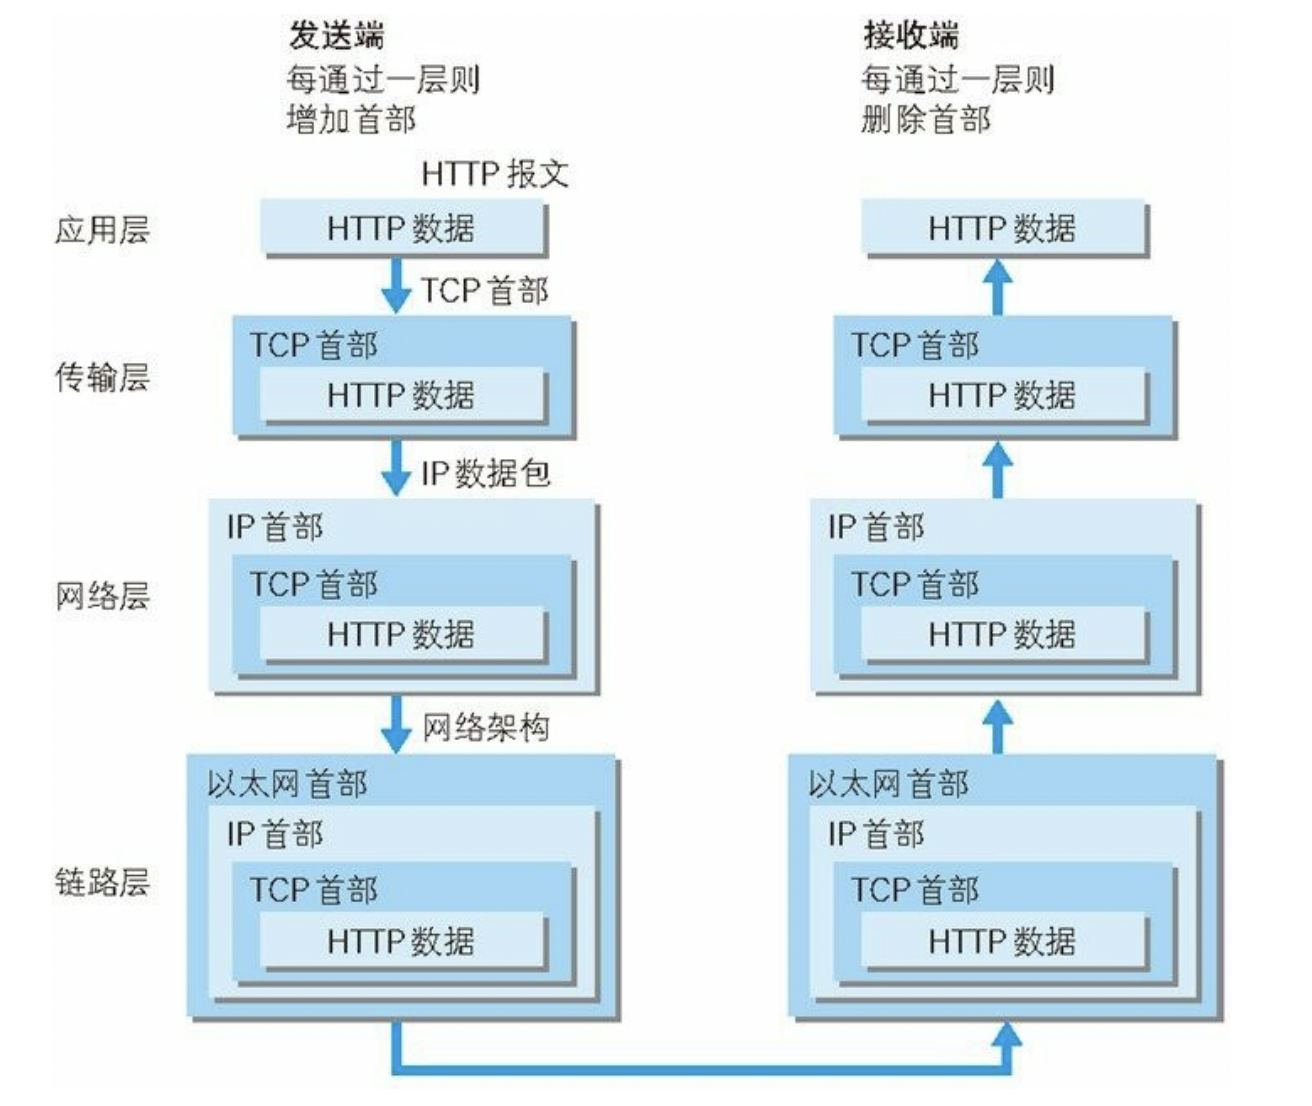 发送端
每通过一层则
增加首部
接收端
每通过一层则
删除首部
HTTP 报文
应用层
HTTP 数据
HTTP 数据
TCP 首部
传输层
TCP 首部
HTTP 数据
TCP 首部
HTTP 数据
IP 数据包
网络层
IP 首部
TCP 首部
HTTP 数据
IP 首部
TCP 首部
HTTP 数据
网络架构
链路层
以太网首部
IP 首部
TCP 首部
HTTP 数据
以太网首部
IP 首部
TCP 首部
HTTP 数据